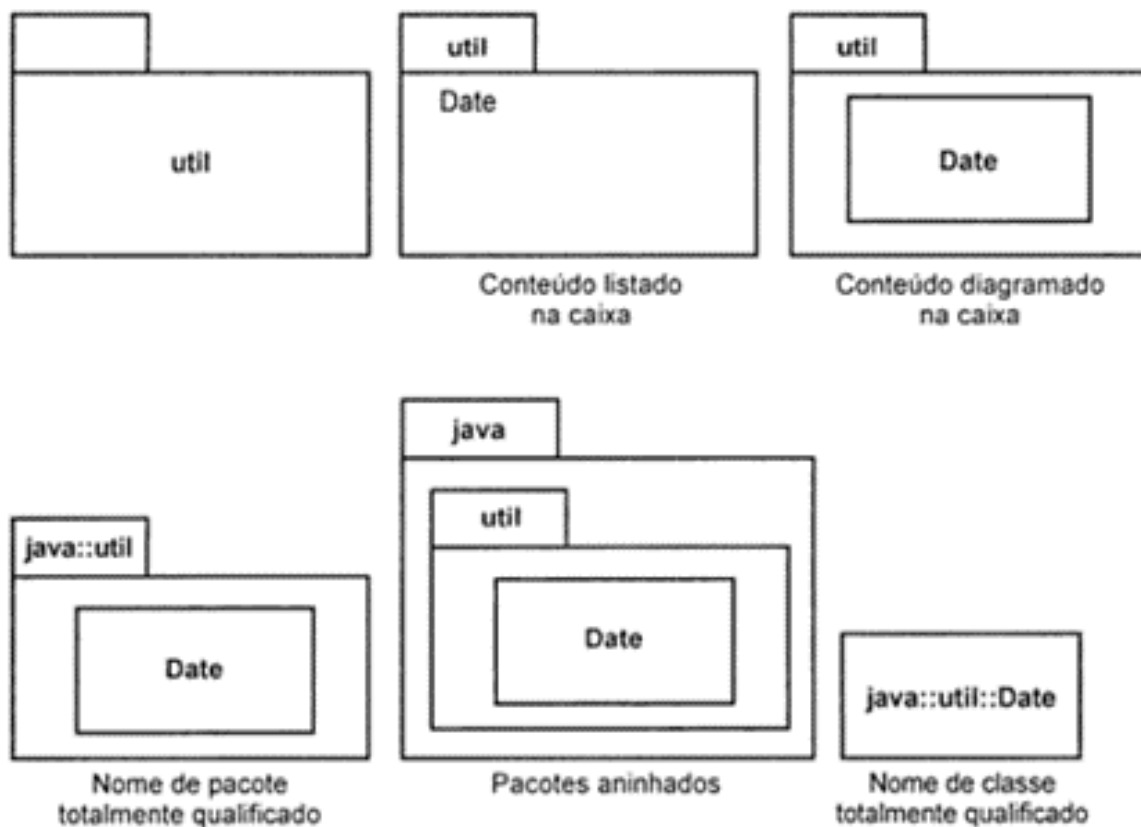 util
util
Date
Conteúdo listado
na caixa
util
Date
Conteúdo diagramado
na caixa
java::util
Date
Nome de pacote
totalmente qualificado
java
util
Date
Pacotes aninhados
java::util::Date
Nome de classe
totalmente qualificado